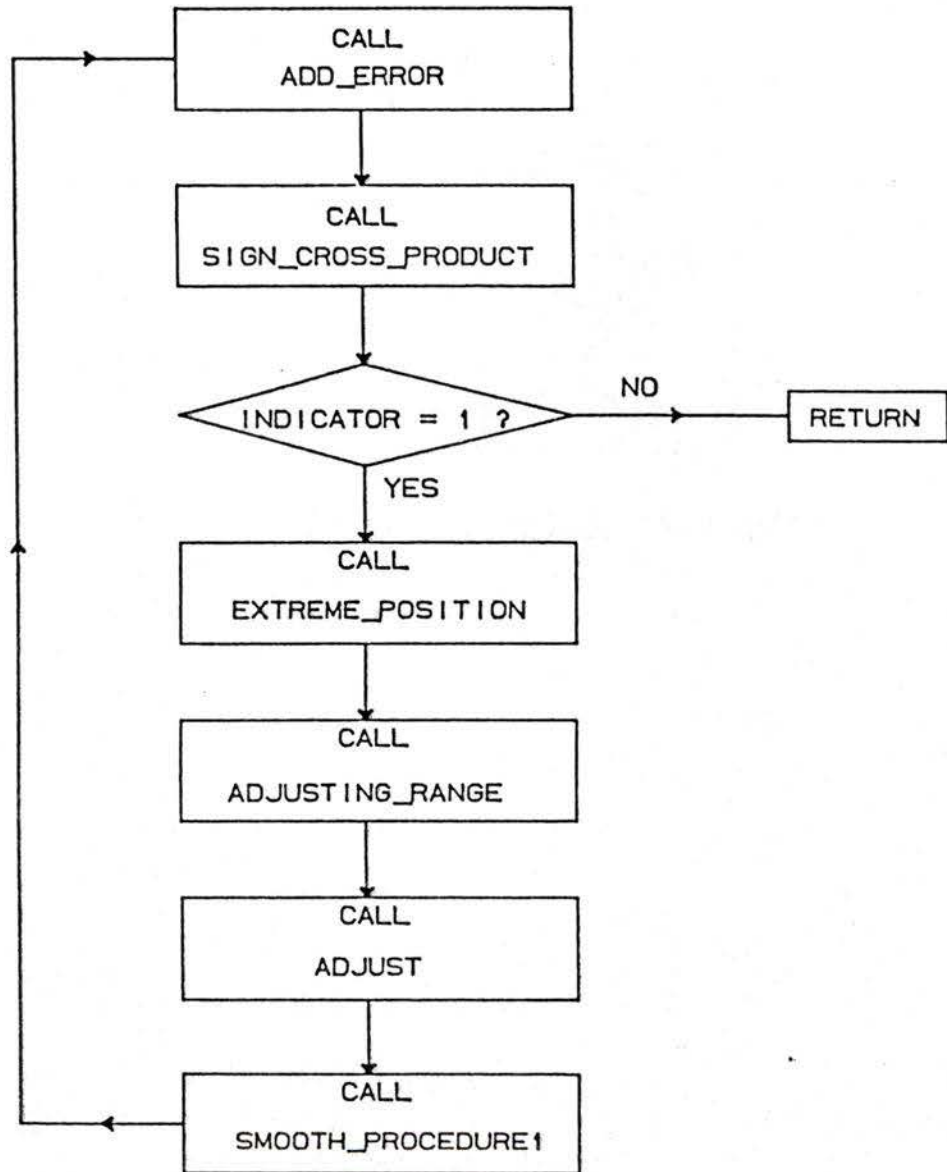 CALL
ADD_ERROR
CALL
SIGN_CROSS_PRODUCT
INDICATOR = 1 ?
NO
RETURN
YES
CALL
EXTREME_POSITION
CALL
ADJUSTING_RANGE
CALL
ADJUST
CALL
SMOOTH_PROCEDURE1